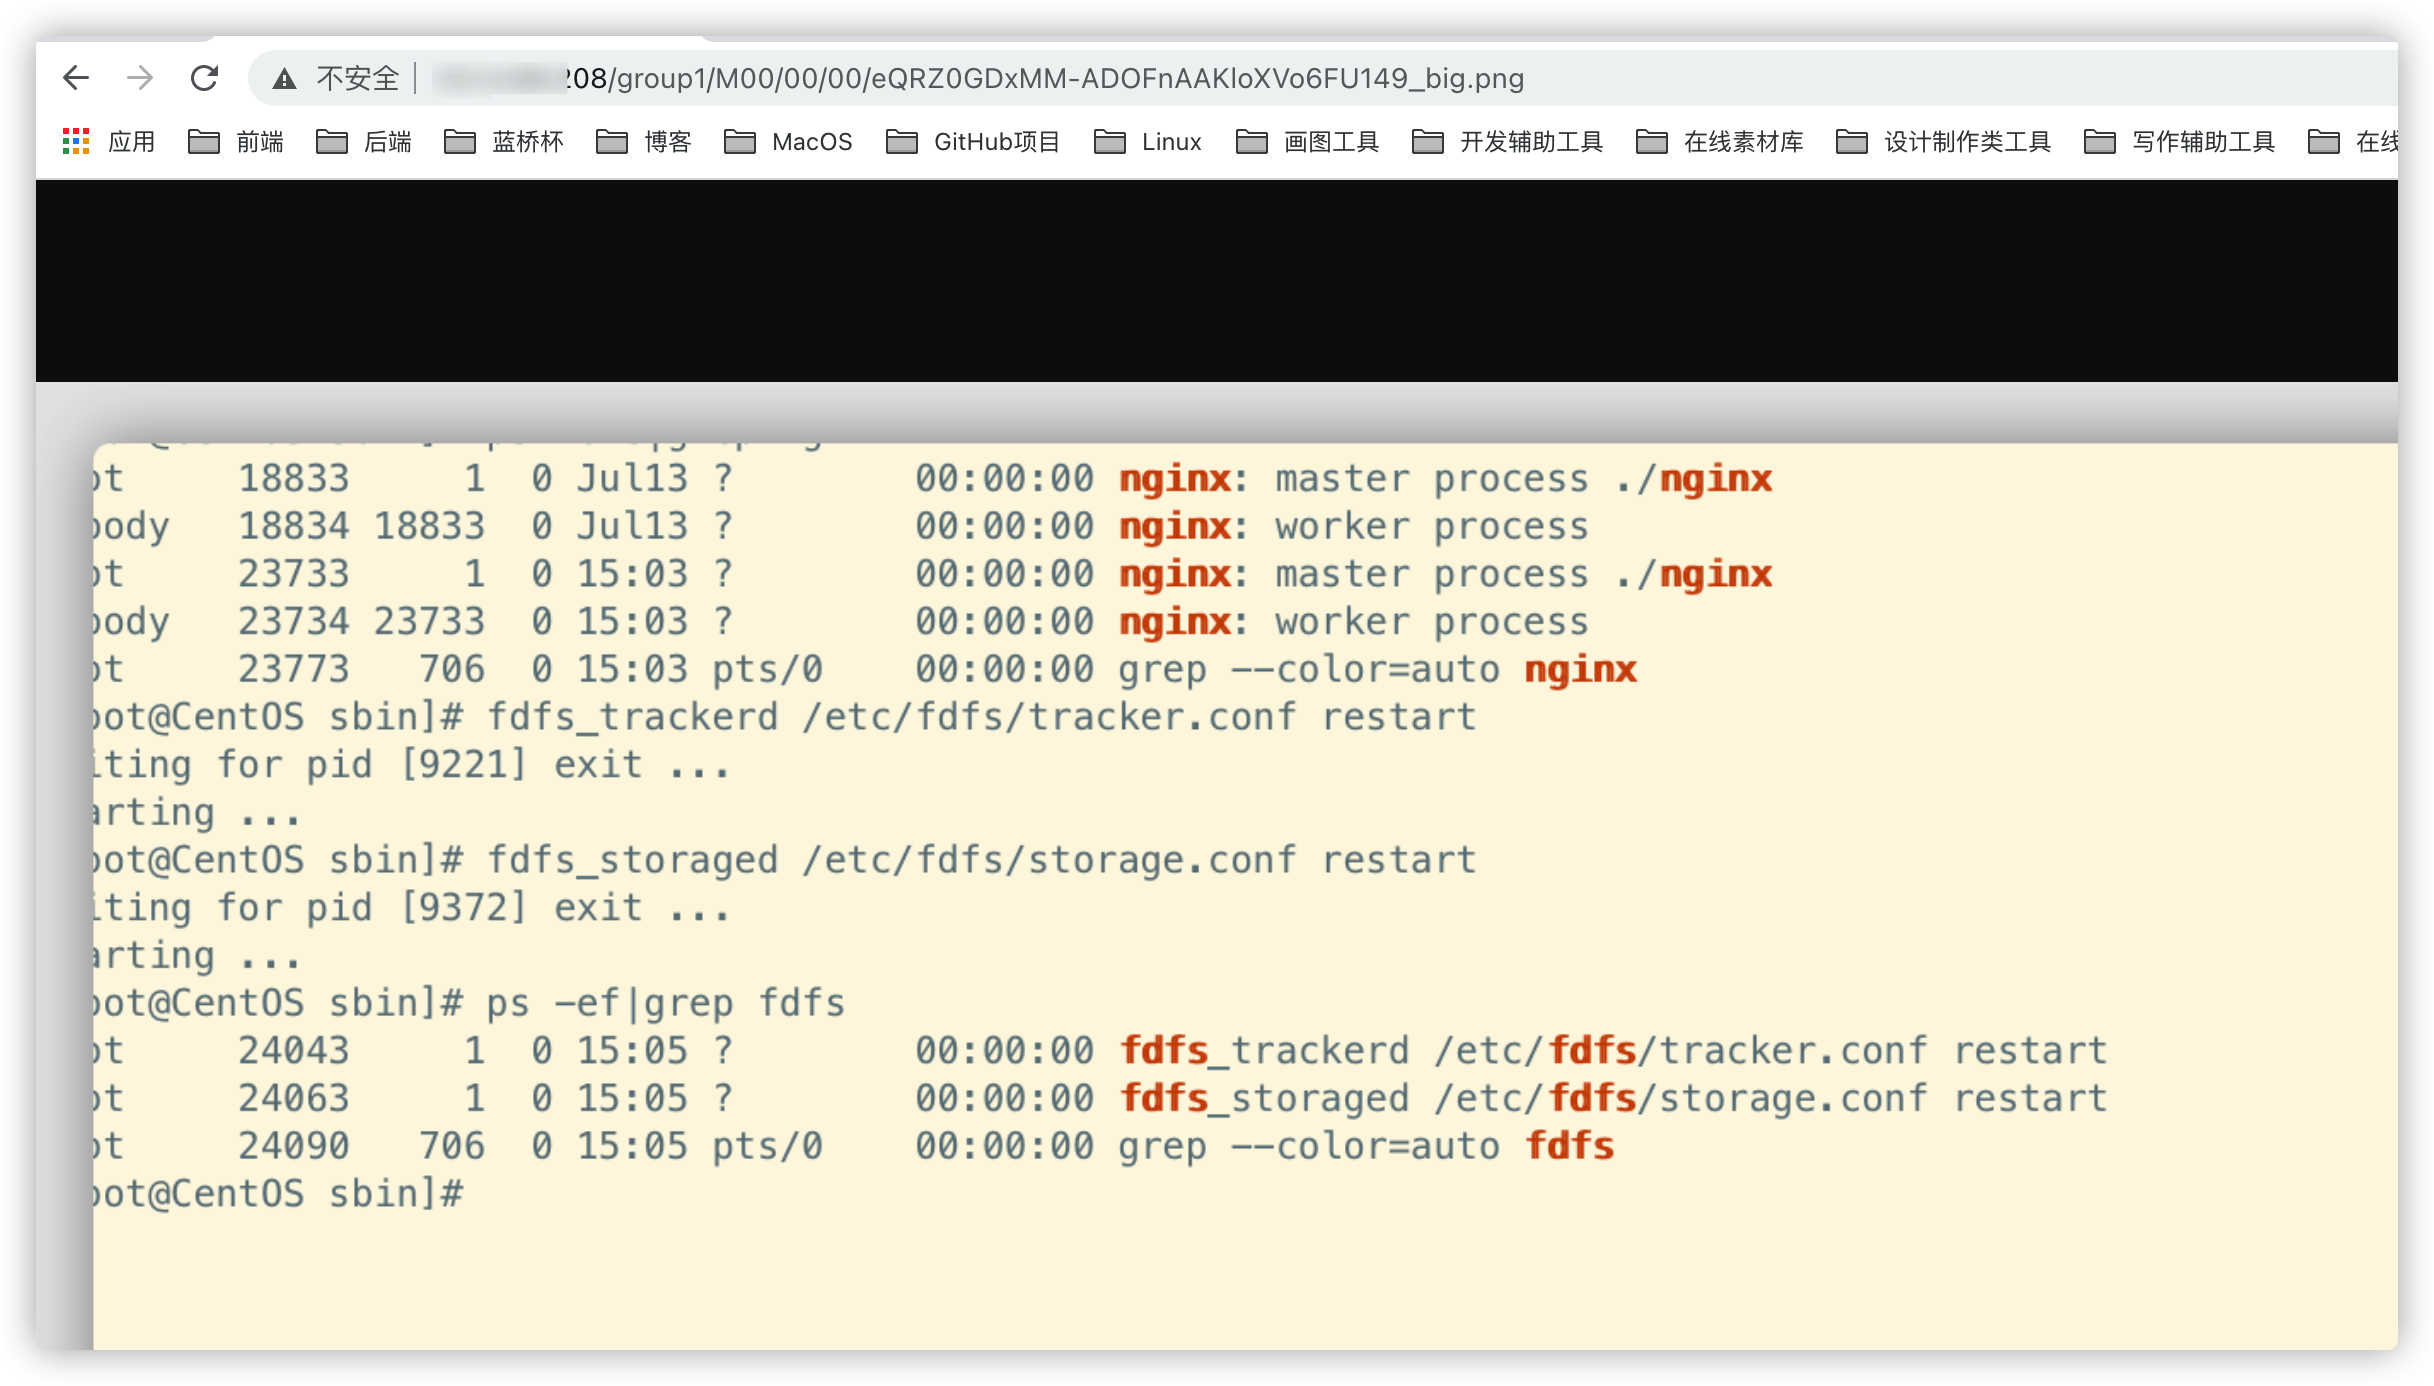 不安全 208/group1/M00/00/00/eQRZ0GDxMM-ADOFnAAKloXVo6FU149_big.png
应用 前端 后端 蓝桥杯 博客 MacOS GitHub项目 Linux 画图工具 开发辅助工具 在线素材库 设计制作类工具 写作辅助工具 在线
ot 18833 1 0 Jul13 ? 00:00:00 nginx: master process ./nginx
body 18834 18833 0 Jul13 ? 00:00:00 nginx: worker process
ot 23733 1 0 15:03 ? 00:00:00 nginx: master process ./nginx
body 23734 23733 0 15:03 ? 00:00:00 nginx: worker process
ot 23773 706 0 15:03 pts/0 00:00:00 grep --color=auto nginx
oot@CentOS sbin]# fdfs_trackerd /etc/fdfs/tracker.conf restart
iting for pid [9221] exit ...
arting ...
oot@CentOS sbin]# fdfs_storaged /etc/fdfs/storage.conf restart
iting for pid [9372] exit ...
arting ...
oot@CentOS sbin]# ps -ef|grep fdfs
ot 24043 1 0 15:05 ? 00:00:00 fdfs_trackerd /etc/fdfs/tracker.conf restart
ot 24063 1 0 15:05 ? 00:00:00 fdfs_storaged /etc/fdfs/storage.conf restart
ot 24090 706 0 15:05 pts/0 00:00:00 grep --color=auto fdfs
oot@CentOS sbin]#